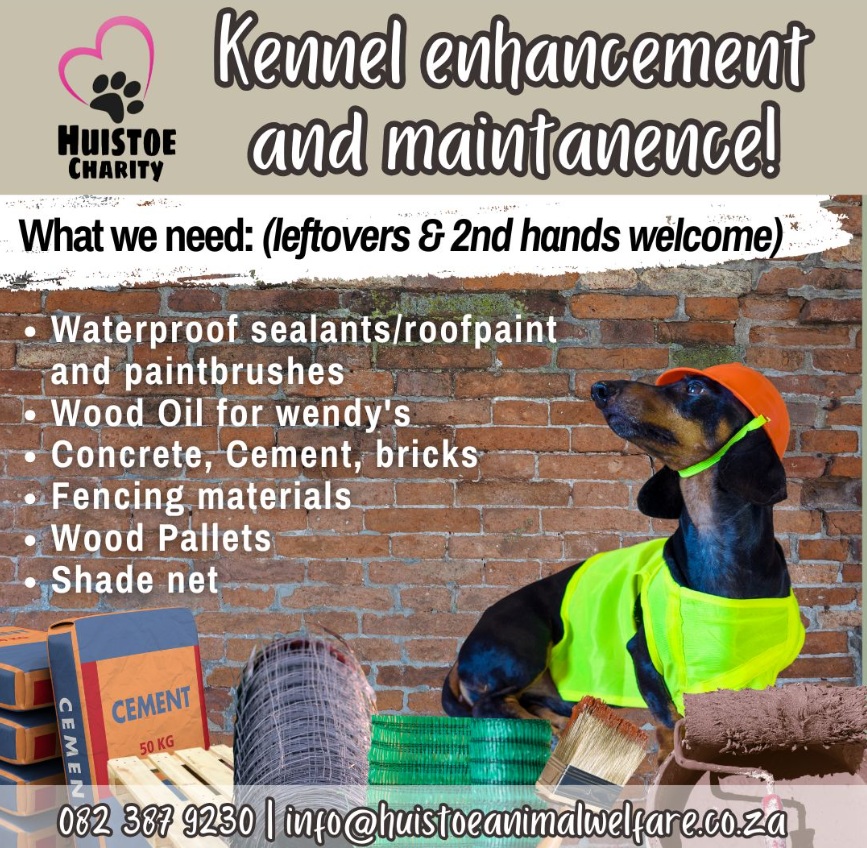 HUISTOE
CHARITY
Kennel enhancement
and maintanence!
What we need: (leftovers & 2nd hands welcome)
• Waterproof sealants/roofpaint
and paintbrushes
• Wood Oil for wendy's
• Concrete, Cement, bricks
• Fencing materials
• Wood Pallets
• Shade net
CEMENT
50 KG
CEMEN
082 387 9230 | info@huistoeanimalwelfare.co.za